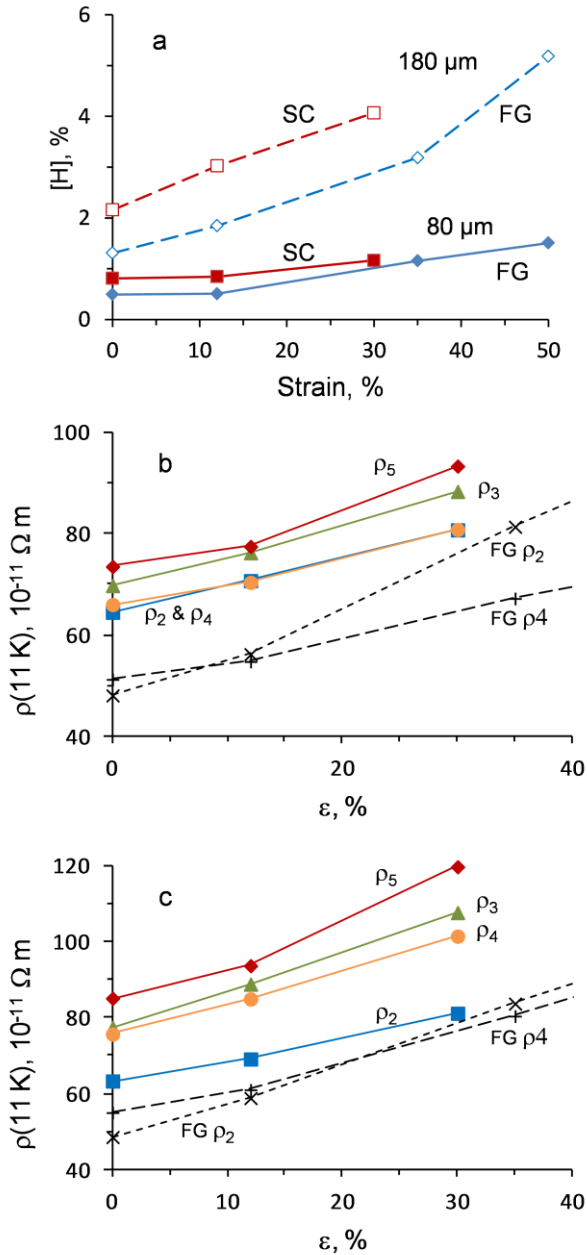 a
6
4
2
0
[H], %
180 µm
SC
FG
80 µm
SC
FG
0 10 20 30 40 50
Strain, %
b
100
80
60
40
ρ(11 K), 10⁻¹¹ Ω m
ρ₅
ρ₃
FG ρ₂
ρ₂ & ρ₄
FG ρ4
0 20 40
ε, %
c
120
100
80
60
40
ρ(11 K), 10⁻¹¹ Ω m
ρ₅
ρ₃
ρ₄
ρ₂
FG ρ4
FG ρ₂
0 10 20 30 40
ε, %